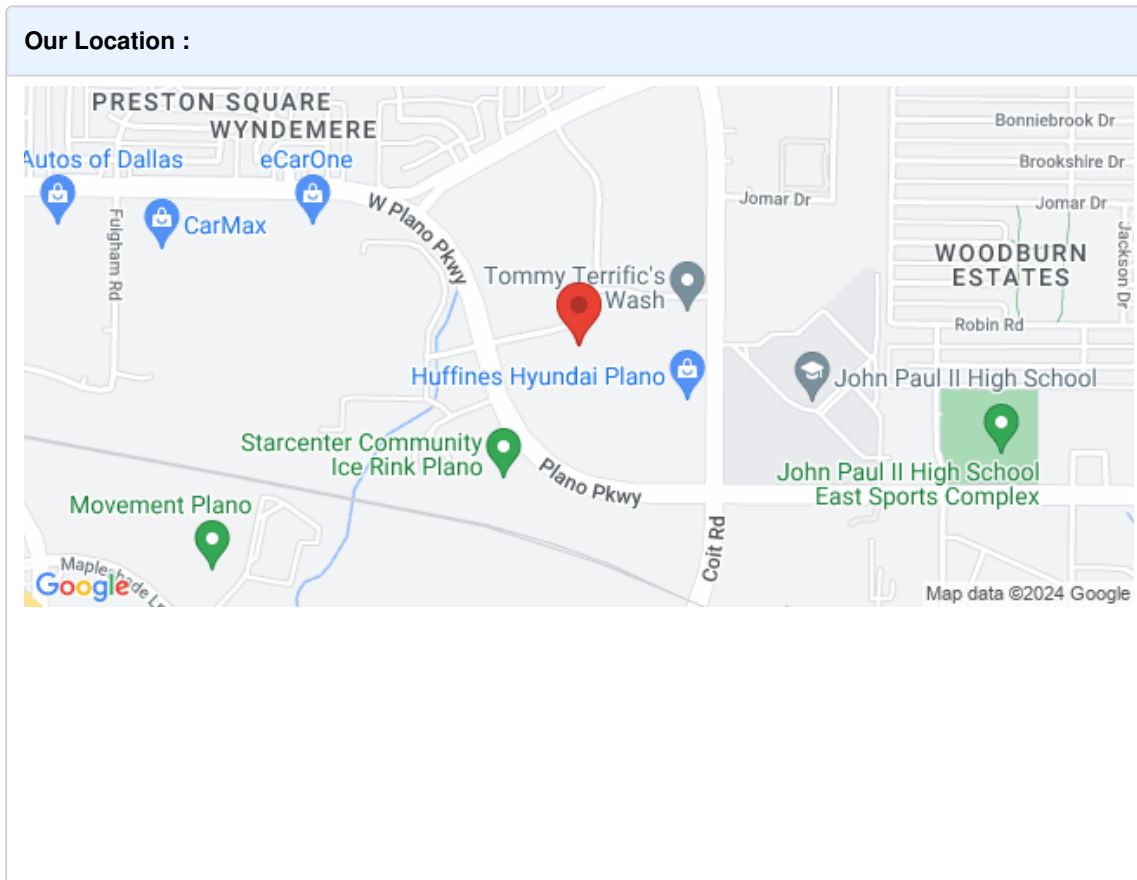 Our Location :
PRESTON SQUARE
WYNDEMERE
Bonniebrook Dr
Autos of Dallas
eCarOne
Brookshire Dr
Jomar Dr
Jomar Dr
W Plano Pkwy
CarMax
Fulgham Rd
Jackson Dr
WOODBURN
ESTATES
Tommy Terrific's
Wash
Robin Rd
Huffines Hyundai Plano
John Paul II High School
Starcenter Community
Ice Rink Plano
Plano Pkwy
John Paul II High School
East Sports Complex
Movement Plano
Coit Rd
Mapleshade Ln
Google
Map data ©2024 Google